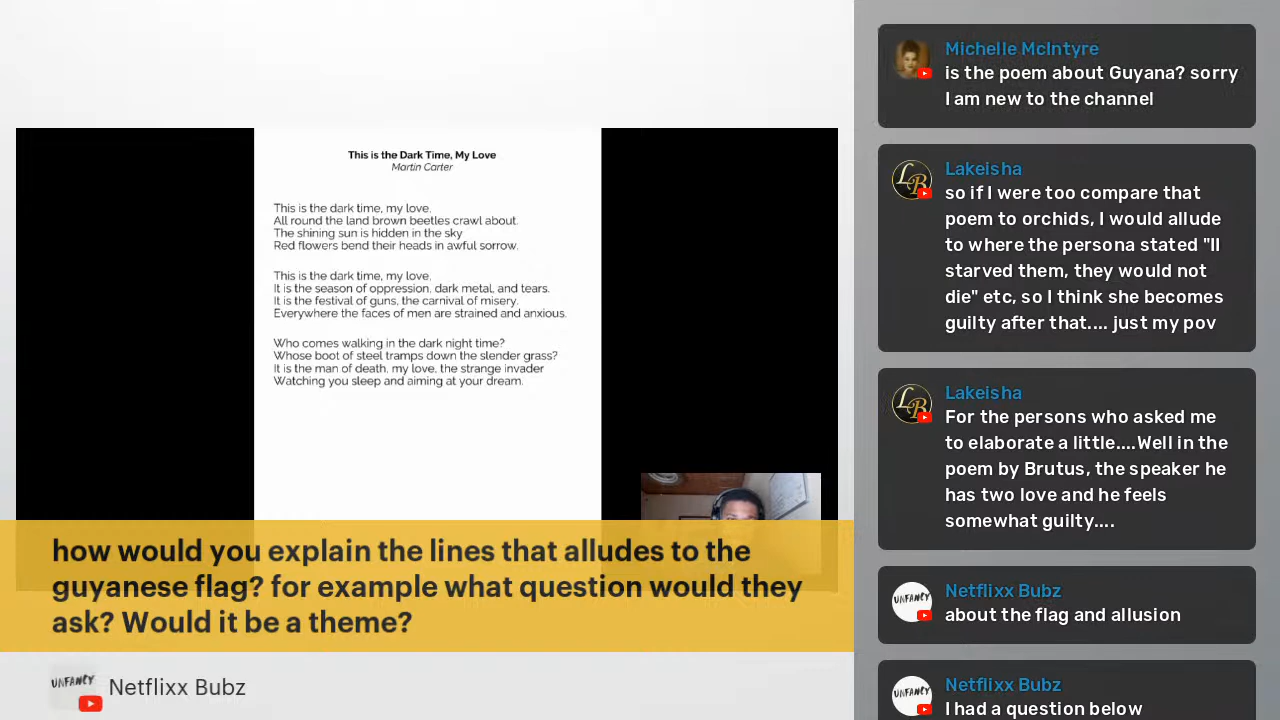 This is the Dark Time, My Love
Martin Carter
This is the dark time, my love,
All round the land brown beetles crawl about.
The shining sun is hidden in the sky
Red flowers bend their heads in awful sorrow.
This is the dark time, my love,
It is the season of oppression, dark metal, and tears.
It is the festival of guns, the carnival of misery.
Everywhere the faces of men are strained and anxious.
Who comes walking in the dark night time?
Whose boot of steel tramps down the slender grass?
It is the man of death, my love, the strange invader
Watching you sleep and aiming at your dream.
how would you explain the lines that alludes to the
guyanese flag? for example what question would they
ask? Would it be a theme?
UNFANCY
Netflixx Bubz
Michelle McIntyre
is the poem about Guyana? sorry
I am new to the channel
LB
Lakeisha
so if I were too compare that
poem to orchids, I would allude
to where the persona stated "II
starved them, they would not
die" etc, so I think she becomes
guilty after that.... just my pov
LB
Lakeisha
For the persons who asked me
to elaborate a little....Well in the
poem by Brutus, the speaker he
has two love and he feels
somewhat guilty....
UNFANCY
Netflixx Bubz
about the flag and allusion
UNFANCY
Netflixx Bubz
I had a question below